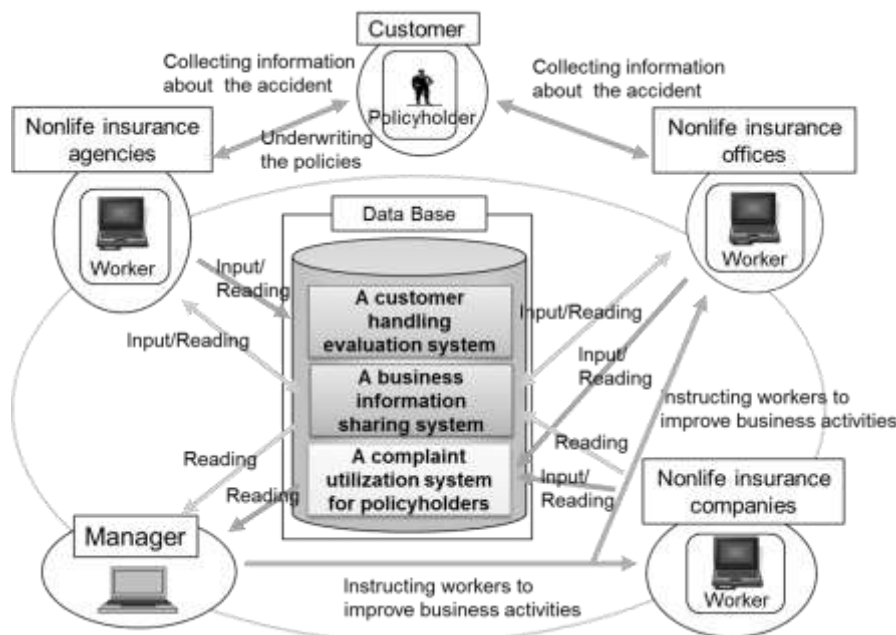 Customer
Policyholder
Collecting information
about the accident
Collecting information
about the accident
Underwriting
the policies
Nonlife insurance
agencies
Worker
Nonlife insurance
offices
Worker
Data Base
A customer
handling
evaluation system
A business
information
sharing system
A complaint
utilization system
for policyholders
Input/
Reading
Input/Reading
Input/Reading
Input/
Reading
Instructing workers to
improve business activities
Reading
Reading
Reading
Input/
Reading
Nonlife insurance
companies
Worker
Manager
Instructing workers to
improve business activities